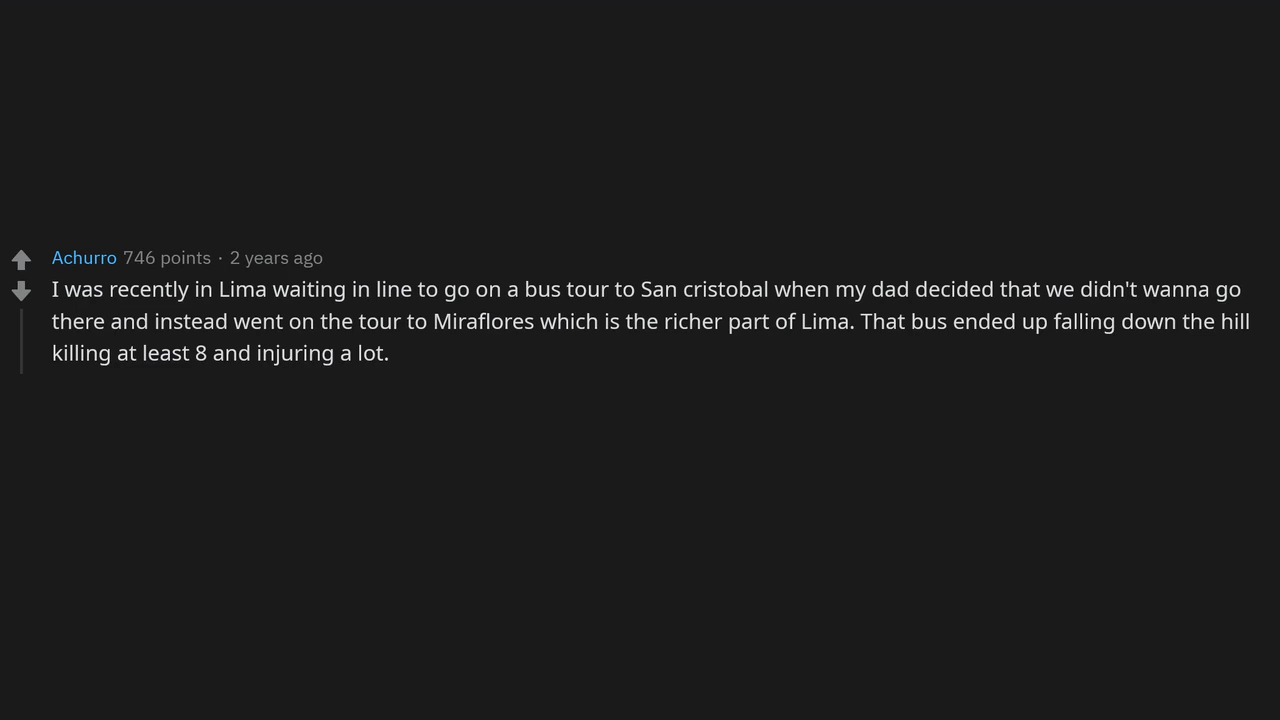 Achurro 746 points · 2 years ago
I was recently in Lima waiting in line to go on a bus tour to San cristobal when my dad decided that we didn't wanna go
there and instead went on the tour to Miraflores which is the richer part of Lima. That bus ended up falling down the hill
killing at least 8 and injuring a lot.